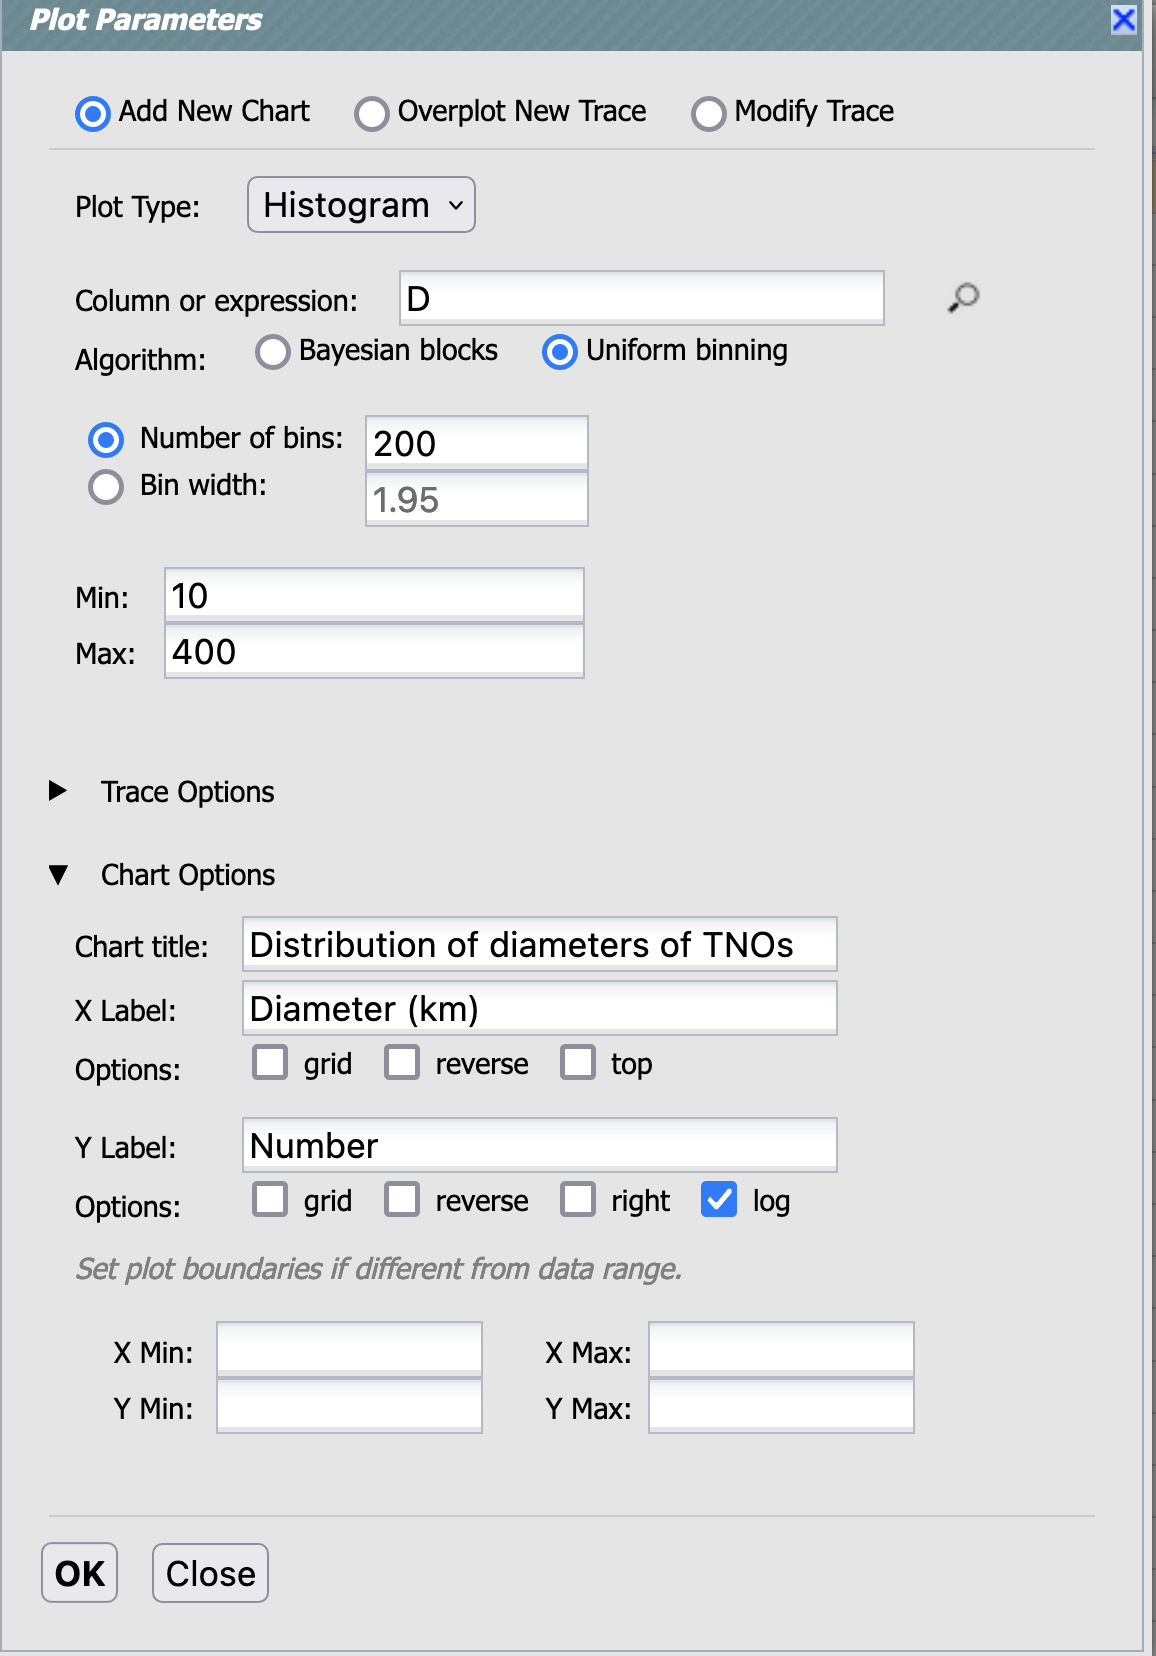 Plot Parameters
Add New Chart Overplot New Trace Modify Trace
Plot Type: Histogram
Column or expression: D
Algorithm: Bayesian blocks Uniform binning
Number of bins: 200
Bin width: 1.95
Min: 10
Max: 400
Trace Options
Chart Options
Chart title: Distribution of diameters of TNOs
X Label: Diameter (km)
Options: grid reverse top
Y Label: Number
Options: grid reverse right log
Set plot boundaries if different from data range.
X Min: X Max:
Y Min: Y Max:
OK Close